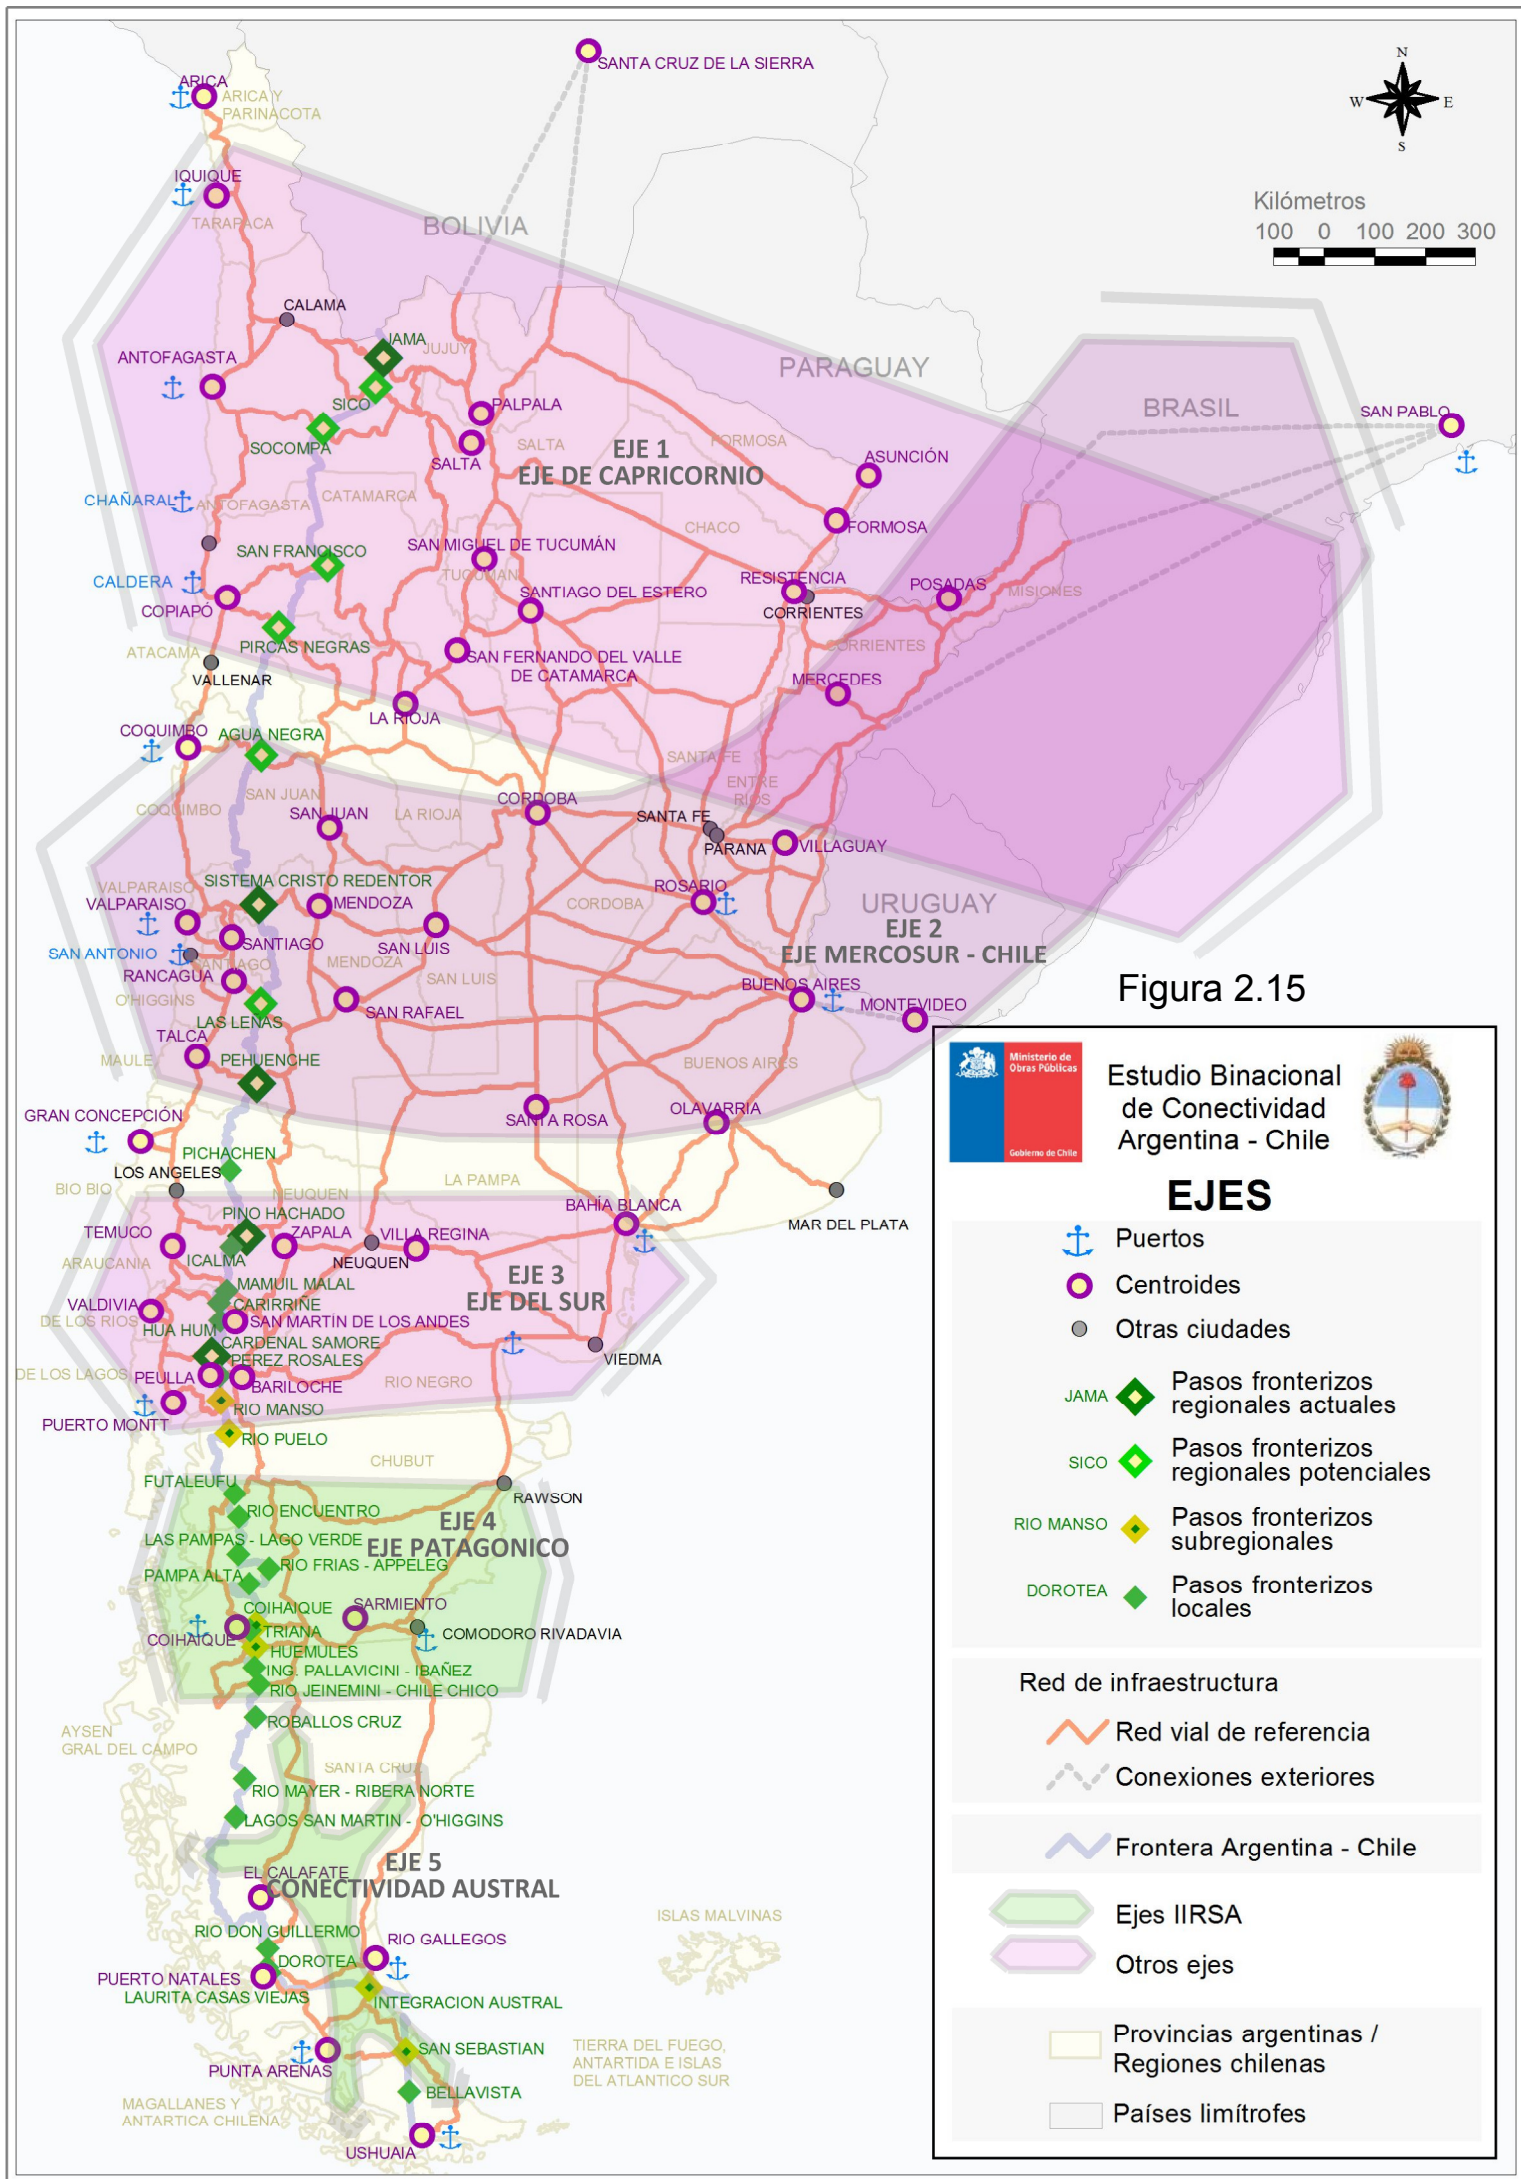 SANTA CRUZ DE LA SIERRA
ARICA
ARICA Y
PARINACOTA
N
W
E
S
IQUIQUE
TARAPACA
BOLIVIA
Kilómetros
100 0 100 200 300
CALAMA
JAMA
JUJUY
ANTOFAGASTA
PARAGUAY
SICO
PALPALA
BRASIL
SAN PABLO
SOCOMPA
SALTA
SALTA
FORMOSA
EJE 1
EJE DE CAPRICORNIO
ASUNCIÓN
CHAÑARAL
ANTOFAGASTA
CATAMARCA
CHACO
FORMOSA
SAN FRANCISCO
SAN MIGUEL DE TUCUMÁN
TUCUMAN
CALDERA
COPIAPÓ
SANTIAGO DEL ESTERO
RESISTENCIA
CORRIENTES
POSADAS
MISIONES
PIRCAS NEGRAS
ATACAMA
VALLENAR
SAN FERNANDO DEL VALLE
DE CATAMARCA
CORRIENTES
MERCEDES
LA RIOJA
COQUIMBO
AGUA NEGRA
SANTA FE
ENTRE
RIOS
COQUIMBO
SAN JUAN
SAN JUAN
LA RIOJA
CORDOBA
SANTA FE
PARANA
VILLAGUAY
SISTEMA CRISTO REDENTOR
VALPARAISO
VALPARAISO
MENDOZA
CORDOBA
ROSARIO
URUGUAY
EJE 2
EJE MERCOSUR - CHILE
SAN ANTONIO
SANTIAGO
SANTIAGO
SAN LUIS
MENDOZA
SAN LUIS
RANCAGUA
O'HIGGINS
LAS LEÑAS
SAN RAFAEL
BUENOS AIRES
MONTEVIDEO
Figura 2.15
TALCA
MAULE
PEHUENCHE
BUENOS AIRES
GRAN CONCEPCIÓN
SANTA ROSA
OLAVARRIA
PICHACHEN
LOS ANGELES
BIO BIO
NEUQUEN
LA PAMPA
BAHÍA BLANCA
MAR DEL PLATA
PINO HACHADO
TEMUCO
ZAPALA
VILLA REGINA
ICALMA
NEUQUEN
ARAUCANIA
EJE 3
EJE DEL SUR
MAMUIL MALAL
CARIRRIÑE
VALDIVIA
DE LOS RIOS
SAN MARTÍN DE LOS ANDES
HUA HUM
CARDENAL SAMORE
PEREZ ROSALES
VIEDMA
DE LOS LAGOS
PEULLA
BARILOCHE
RIO NEGRO
RIO MANSO
PUERTO MONTT
RIO PUELO
CHUBUT
FUTALEUFU
RAWSON
RIO ENCUENTRO
EJE 4
EJE PATAGONICO
LAS PAMPAS - LAGO VERDE
RIO FRIAS - APPELEG
PAMPA ALTA
COIHAIQUE
SARMIENTO
TRIANA
COIHAIQUE
COMODORO RIVADAVIA
HUEMULES
ING. PALLAVICINI - IBAÑEZ
RIO JEINEMINI - CHILE CHICO
ROBALLOS CRUZ
AYSEN
GRAL DEL CAMPO
SANTA CRUZ
RIO MAYER - RIBERA NORTE
LAGOS SAN MARTIN - O'HIGGINS
EL CALAFATE
EJE 5
CONECTIVIDAD AUSTRAL
RIO DON GUILLERMO
ISLAS MALVINAS
RIO GALLEGOS
DOROTEA
PUERTO NATALES
LAURITA CASAS VIEJAS
INTEGRACION AUSTRAL
SAN SEBASTIAN
TIERRA DEL FUEGO,
ANTARTIDA E ISLAS
DEL ATLANTICO SUR
PUNTA ARENAS
BELLAVISTA
MAGALLANES Y
ANTARTICA CHILENA
USHUAIA
Ministerio de
Obras Públicas
Gobierno de Chile
Estudio Binacional
de Conectividad
Argentina - Chile
EJES
Puertos
Centroides
Otras ciudades
JAMA
Pasos fronterizos
regionales actuales
SICO
Pasos fronterizos
regionales potenciales
RIO MANSO
Pasos fronterizos
subregionales
DOROTEA
Pasos fronterizos
locales
Red de infraestructura
Red vial de referencia
Conexiones exteriores
Frontera Argentina - Chile
Ejes IIRSA
Otros ejes
Provincias argentinas /
Regiones chilenas
Países limítrofes